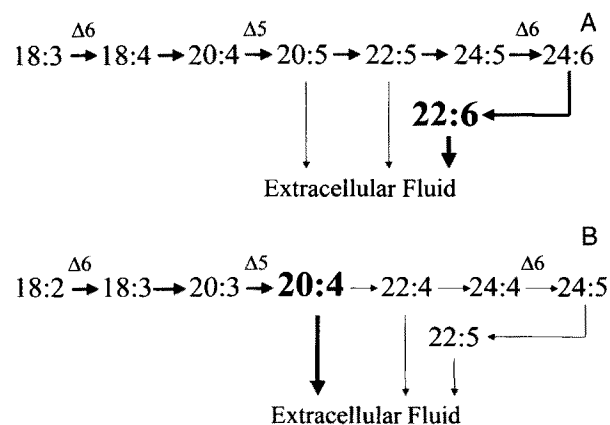 A
Δ6 Δ5 Δ6
18:3 → 18:4 → 20:4 → 20:5 → 22:5 → 24:5 → 24:6
22:6
Extracellular Fluid
B
Δ6 Δ5 Δ6
18:2 → 18:3 → 20:3 → 20:4 → 22:4 → 24:4 → 24:5
22:5
Extracellular Fluid